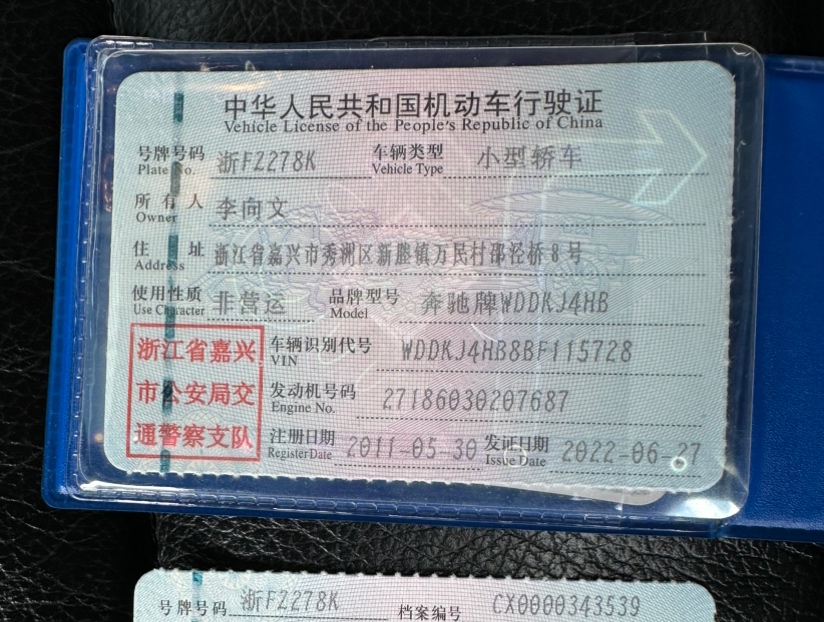 中华人民共和国机动车行驶证
Vehicle License of the People's Republic of China
号牌号码 浙FZ278K 车辆类型 小型轿车
Plate No. Vehicle Type
所有人 李向文
Owner
住址 浙江省嘉兴市秀洲区新塍镇万民村邵径桥8号
Address
使用性质 非营运 品牌型号 奔驰牌WDDKJ4HB
Use Character Model
浙江省嘉兴 车辆识别代号 WDDKJ4HB8BF115728
VIN
市公安局交 发动机号码 27186030207687
Engine No.
通警察支队 注册日期 2011-05-30 发证日期 2022-06-27
Register Date Issue Date
号牌号码 浙FZ278K 档案编号 CX0000343539